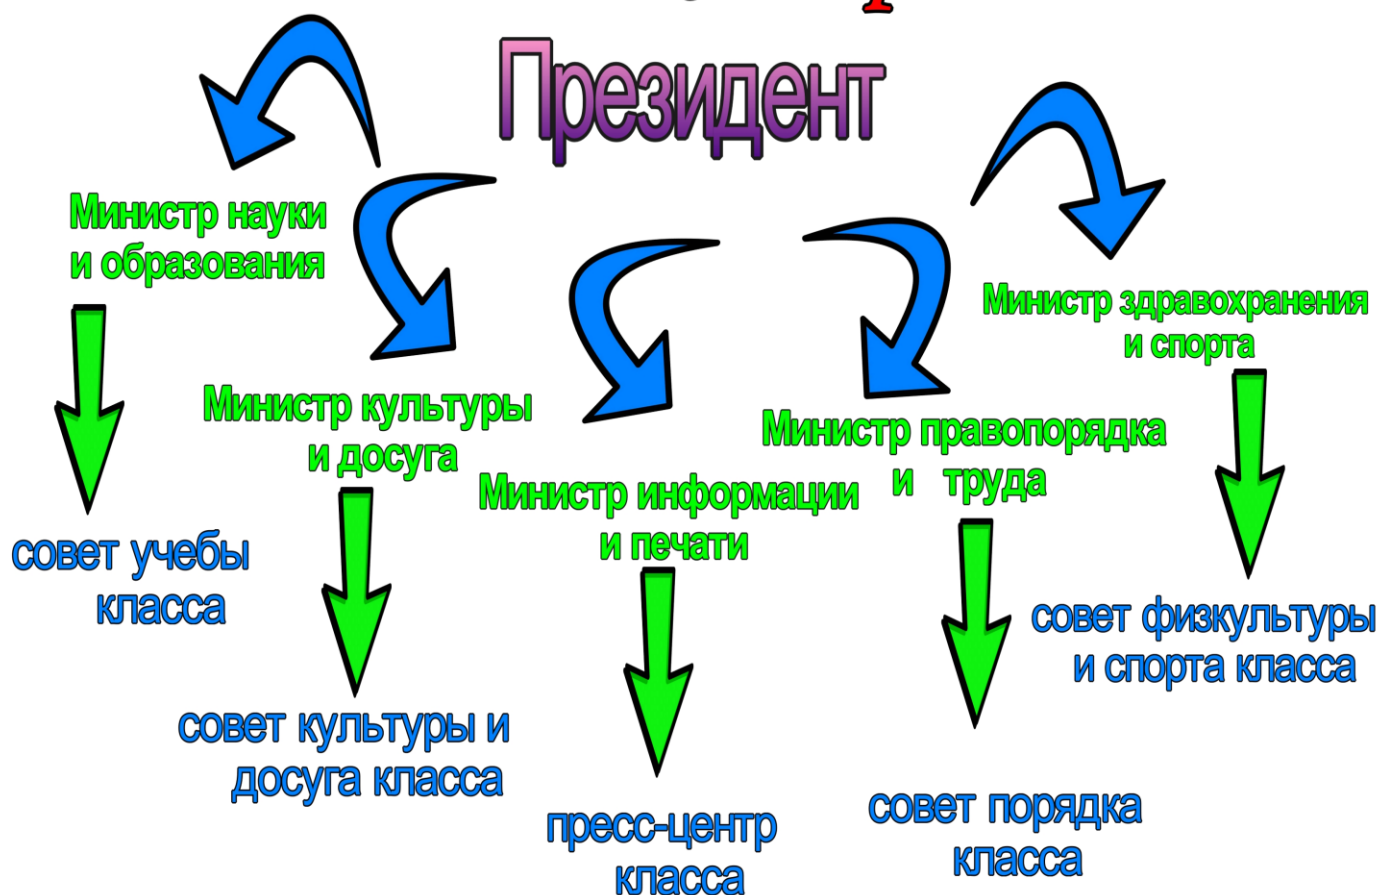 Президент
Министр науки
и образования
Министр культуры
и досуга
Министр информации
и печати
Министр правопорядка
и труда
Министр здравохранения
и спорта
совет учебы
класса
совет культуры и
досуга класса
пресс-центр
класса
совет порядка
класса
совет физкультуры
и спорта класса